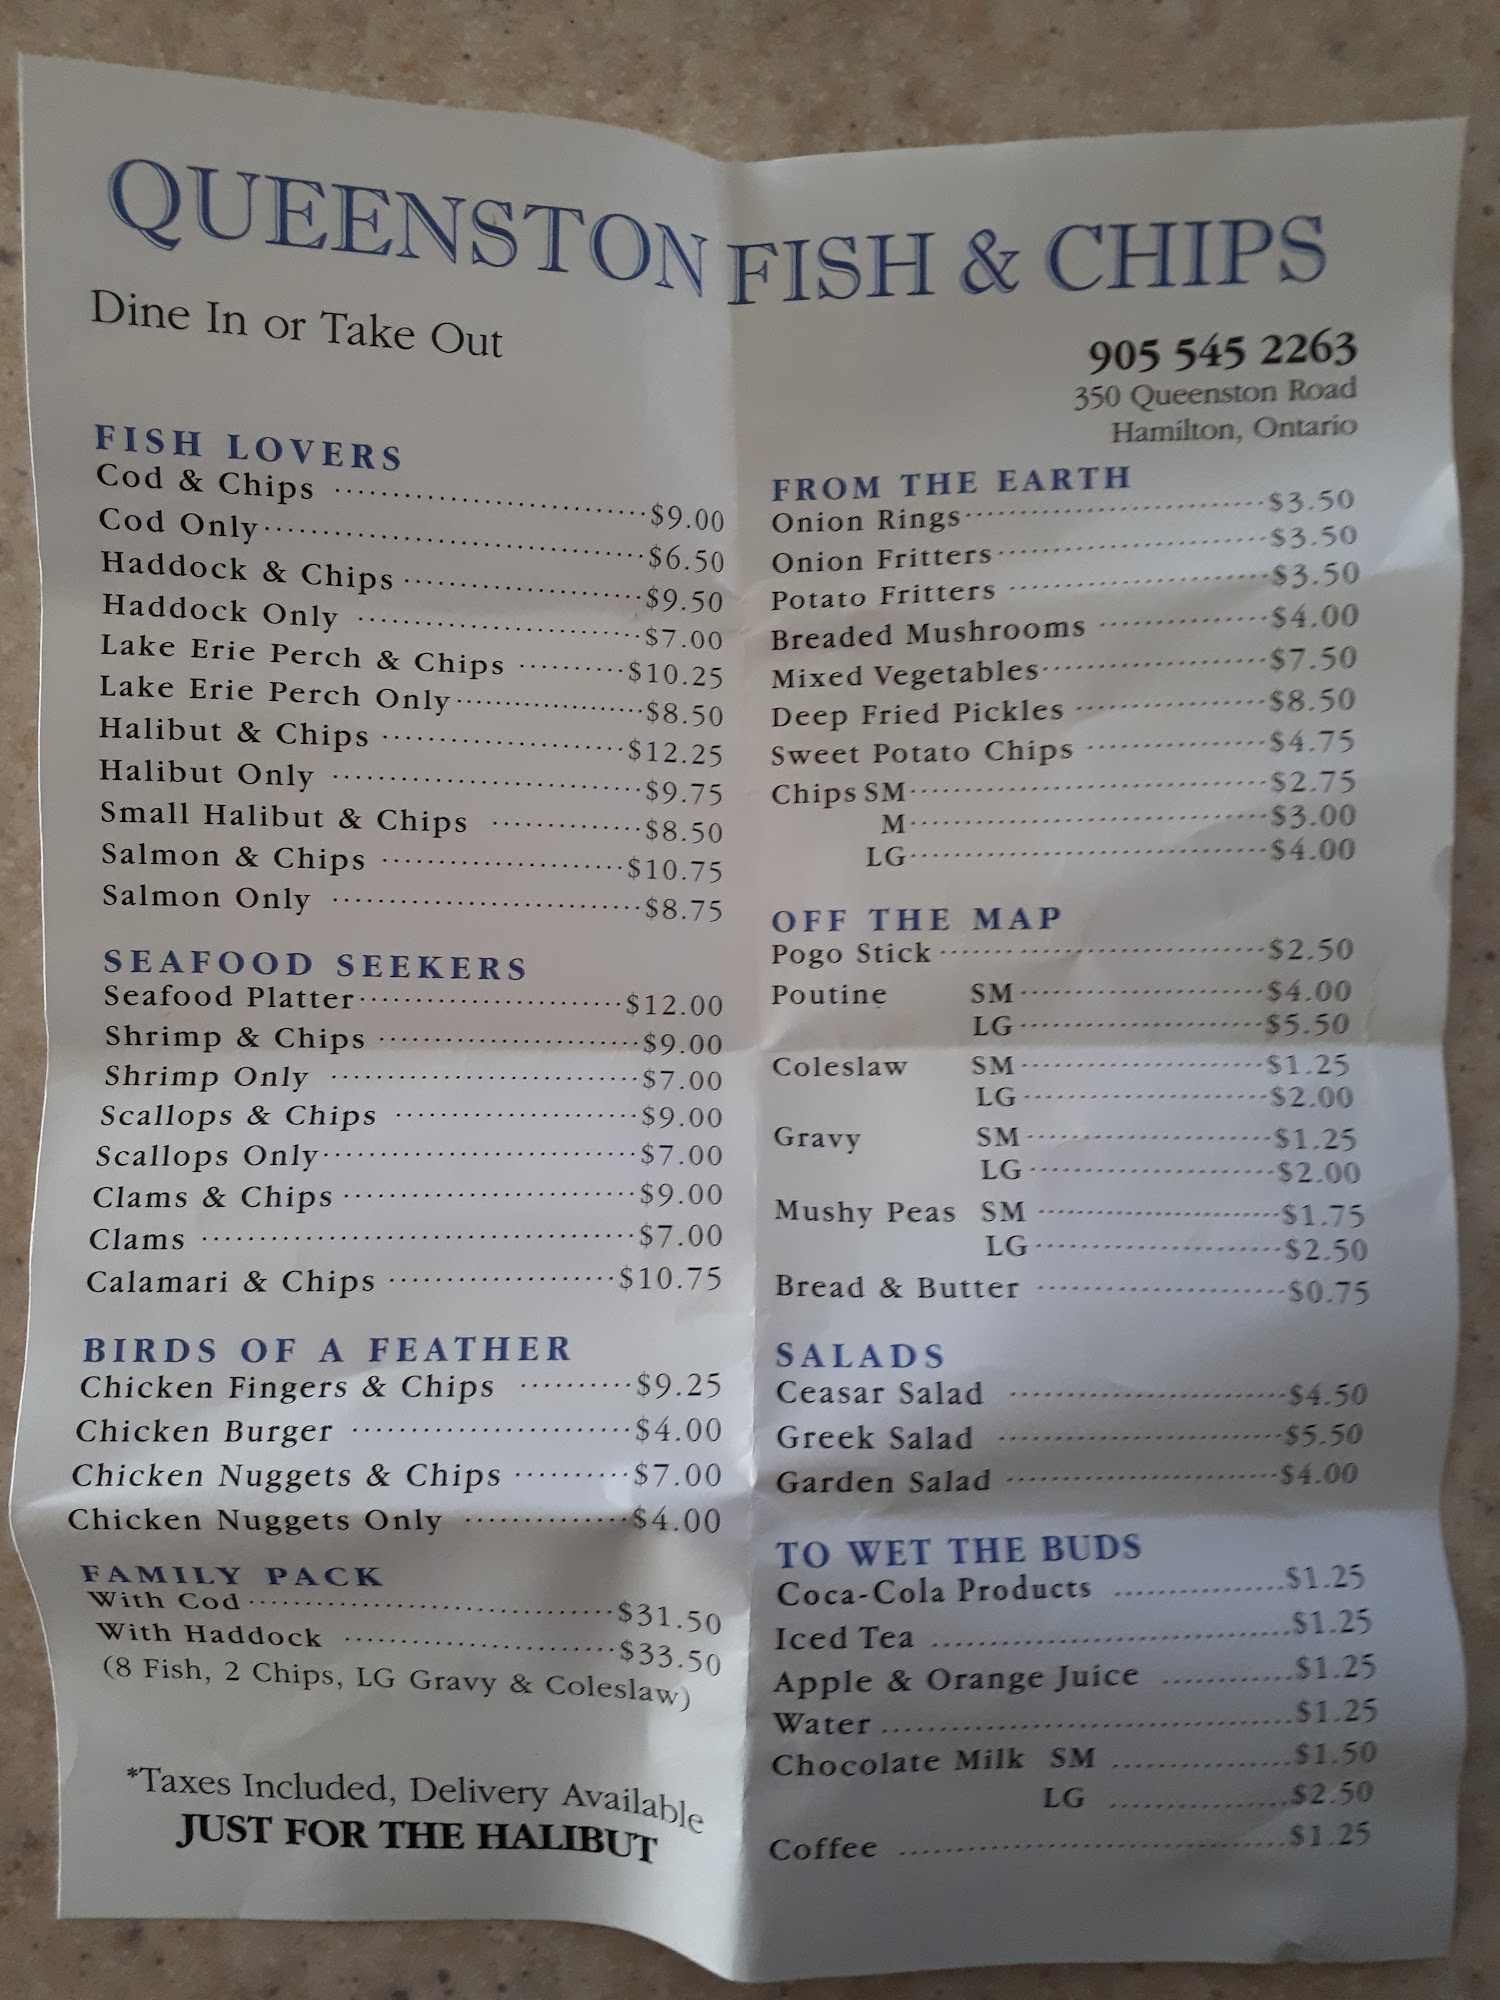 QUEENSTON FISH & CHIPS
Dine In or Take Out
905 545 2263
350 Queenston Road
Hamilton, Ontario
FISH LOVERS
Cod & Chips $9.00
Cod Only $6.50
Haddock & Chips $9.50
Haddock Only $7.00
Lake Erie Perch & Chips $10.25
Lake Erie Perch Only $8.50
Halibut & Chips $12.25
Halibut Only $9.75
Small Halibut & Chips $8.50
Salmon & Chips $10.75
Salmon Only $8.75
SEAFOOD SEEKERS
Seafood Platter $12.00
Shrimp & Chips $9.00
Shrimp Only $7.00
Scallops & Chips $9.00
Scallops Only $7.00
Clams & Chips $9.00
Clams $7.00
Calamari & Chips $10.75
BIRDS OF A FEATHER
Chicken Fingers & Chips $9.25
Chicken Burger $4.00
Chicken Nuggets & Chips $7.00
Chicken Nuggets Only $4.00
FAMILY PACK
With Cod $31.50
With Haddock $33.50
(8 Fish, 2 Chips, LG Gravy & Coleslaw)
*Taxes Included, Delivery Available
JUST FOR THE HALIBUT
FROM THE EARTH
Onion Rings $3.50
Onion Fritters $3.50
Potato Fritters $3.50
Breaded Mushrooms $4.00
Mixed Vegetables $7.50
Deep Fried Pickles $8.50
Sweet Potato Chips $4.75
Chips SM $2.75
M $3.00
LG $4.00
OFF THE MAP
Pogo Stick $2.50
Poutine SM $4.00
LG $5.50
Coleslaw SM $1.25
LG $2.00
Gravy SM $1.25
LG $2.00
Mushy Peas SM $1.75
LG $2.50
Bread & Butter $0.75
SALADS
Ceasar Salad $4.50
Greek Salad $5.50
Garden Salad $4.00
TO WET THE BUDS
Coca-Cola Products $1.25
Iced Tea $1.25
Apple & Orange Juice $1.25
Water $1.25
Chocolate Milk SM $1.50
LG $2.50
Coffee $1.25